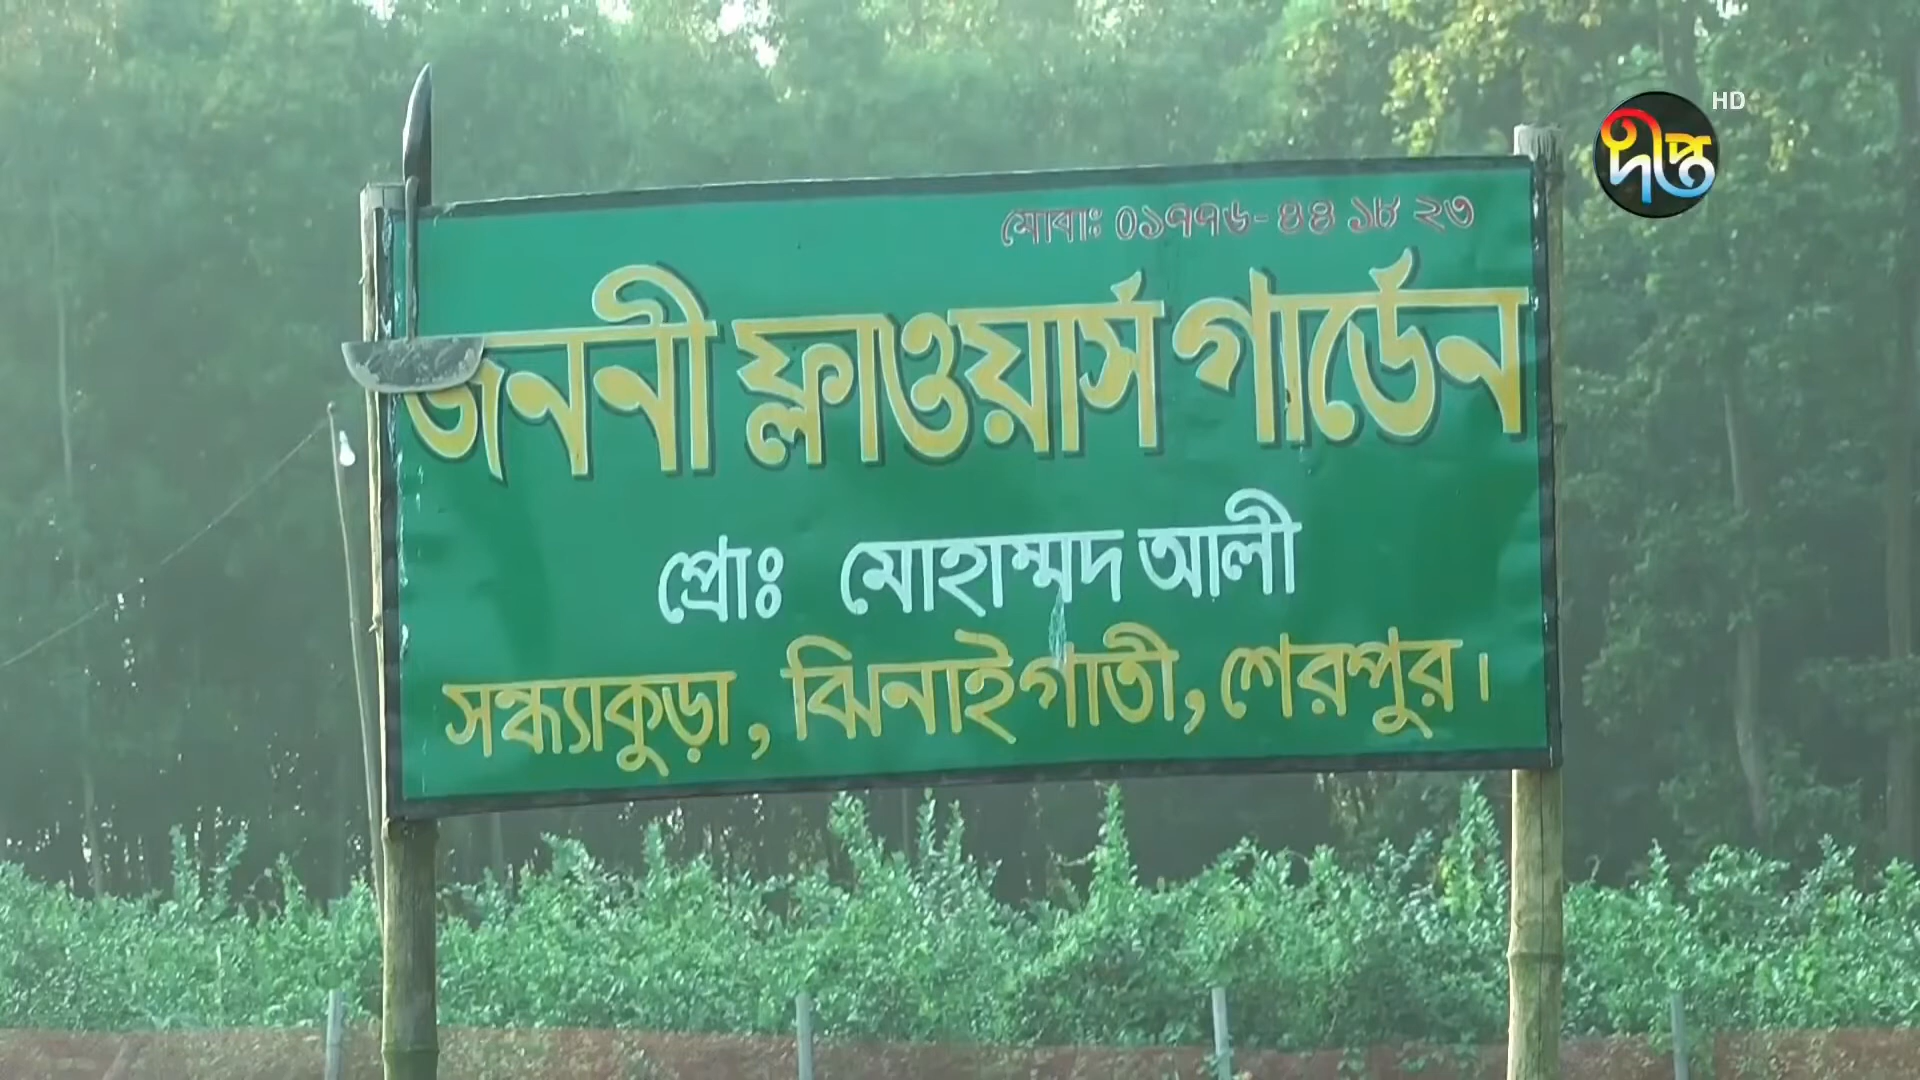 HD
দীপ্ত
মোবাঃ ০১৭৭৬-৪৪ ১৮ ২৩
জননী ফ্লাওয়ার্স গার্ডেন
প্রোঃ মোহাম্মদ আলী
সন্ধ্যাকুড়া, ঝিনাইগাতী, শেরপুর।